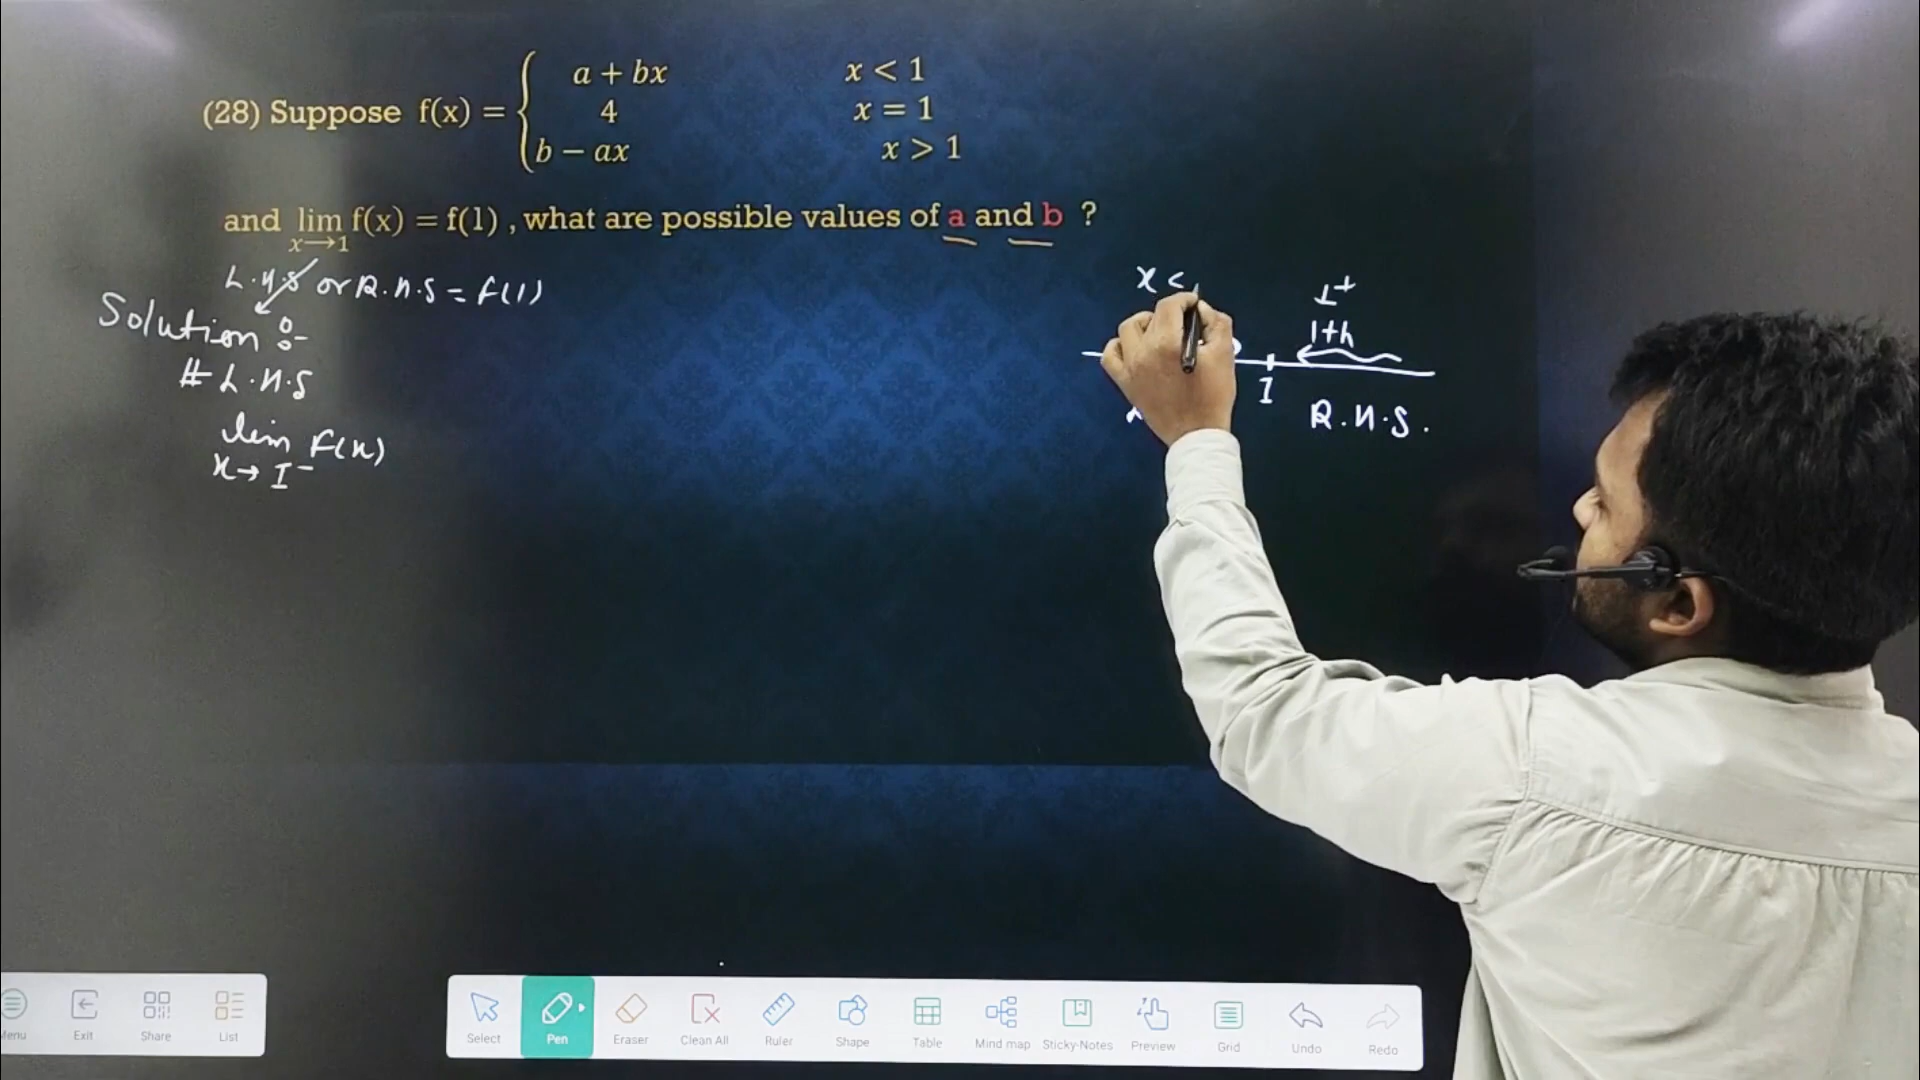 (28) Suppose f(x) = { a + bx x < 1
4 x = 1
b − ax x > 1
and lim f(x) = f(1) , what are possible values of a and b ?
x→1
L.H.S or R.H.S = f(1)
Solution :-
# L.H.S
lim f(x)
x→1⁻
x <
1⁺
1+h
1
R.H.S.
Menu
Exit
Share
List
Select
Pen
Eraser
Clean All
Ruler
Shape
Table
Mind map
Sticky-Notes
Preview
Grid
Undo
Redo